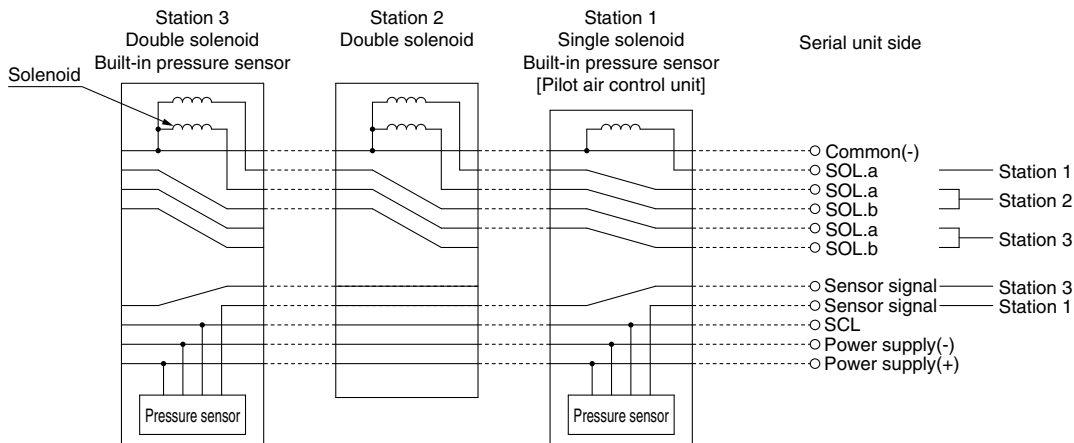 Station 3
Double solenoid
Built-in pressure sensor
Station 2
Double solenoid
Station 1
Single solenoid
Built-in pressure sensor
[Pilot air control unit]
Serial unit side
Solenoid
Common(-)
SOL.a
Station 1
SOL.a
SOL.b
Station 2
SOL.a
SOL.b
Station 3
Sensor signal
Station 3
Sensor signal
Station 1
SCL
Power supply(-)
Power supply(+)
Pressure sensor
Pressure sensor